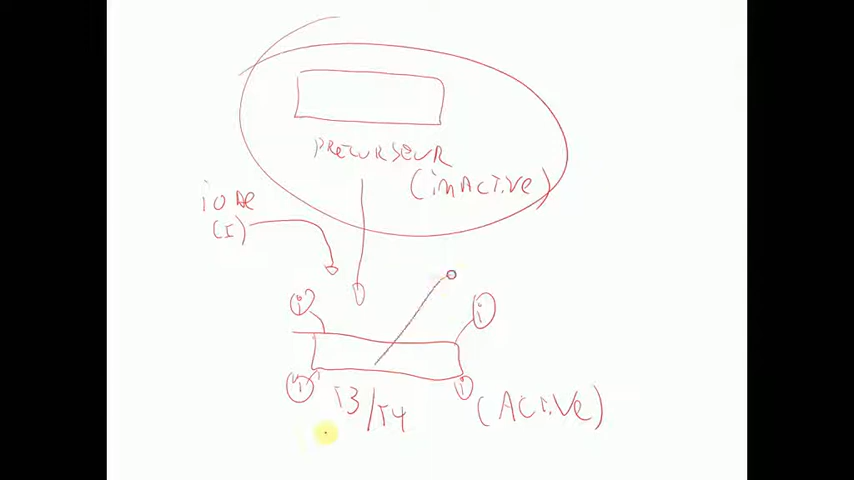 PRECURSEUR
(inActive)
iode
(I)
i
i
i
i
T3/T4
(Active)